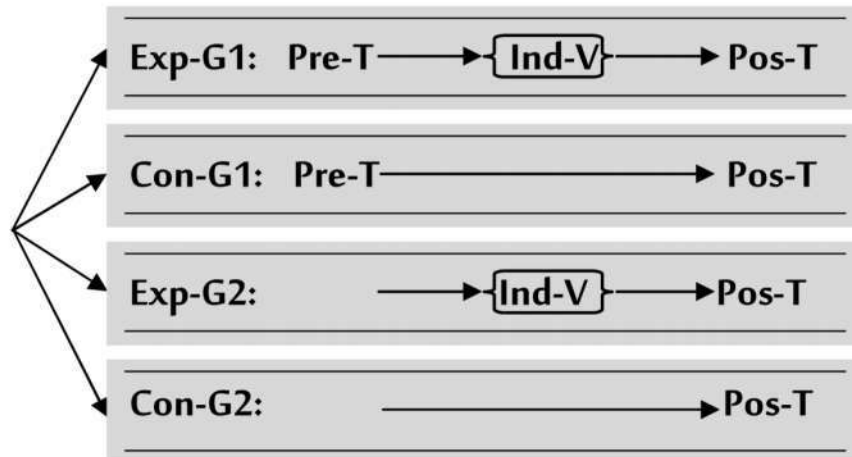 Exp-G1: Pre-T Ind-V Pos-T
Con-G1: Pre-T Pos-T
Exp-G2: Ind-V Pos-T
Con-G2: Pos-T